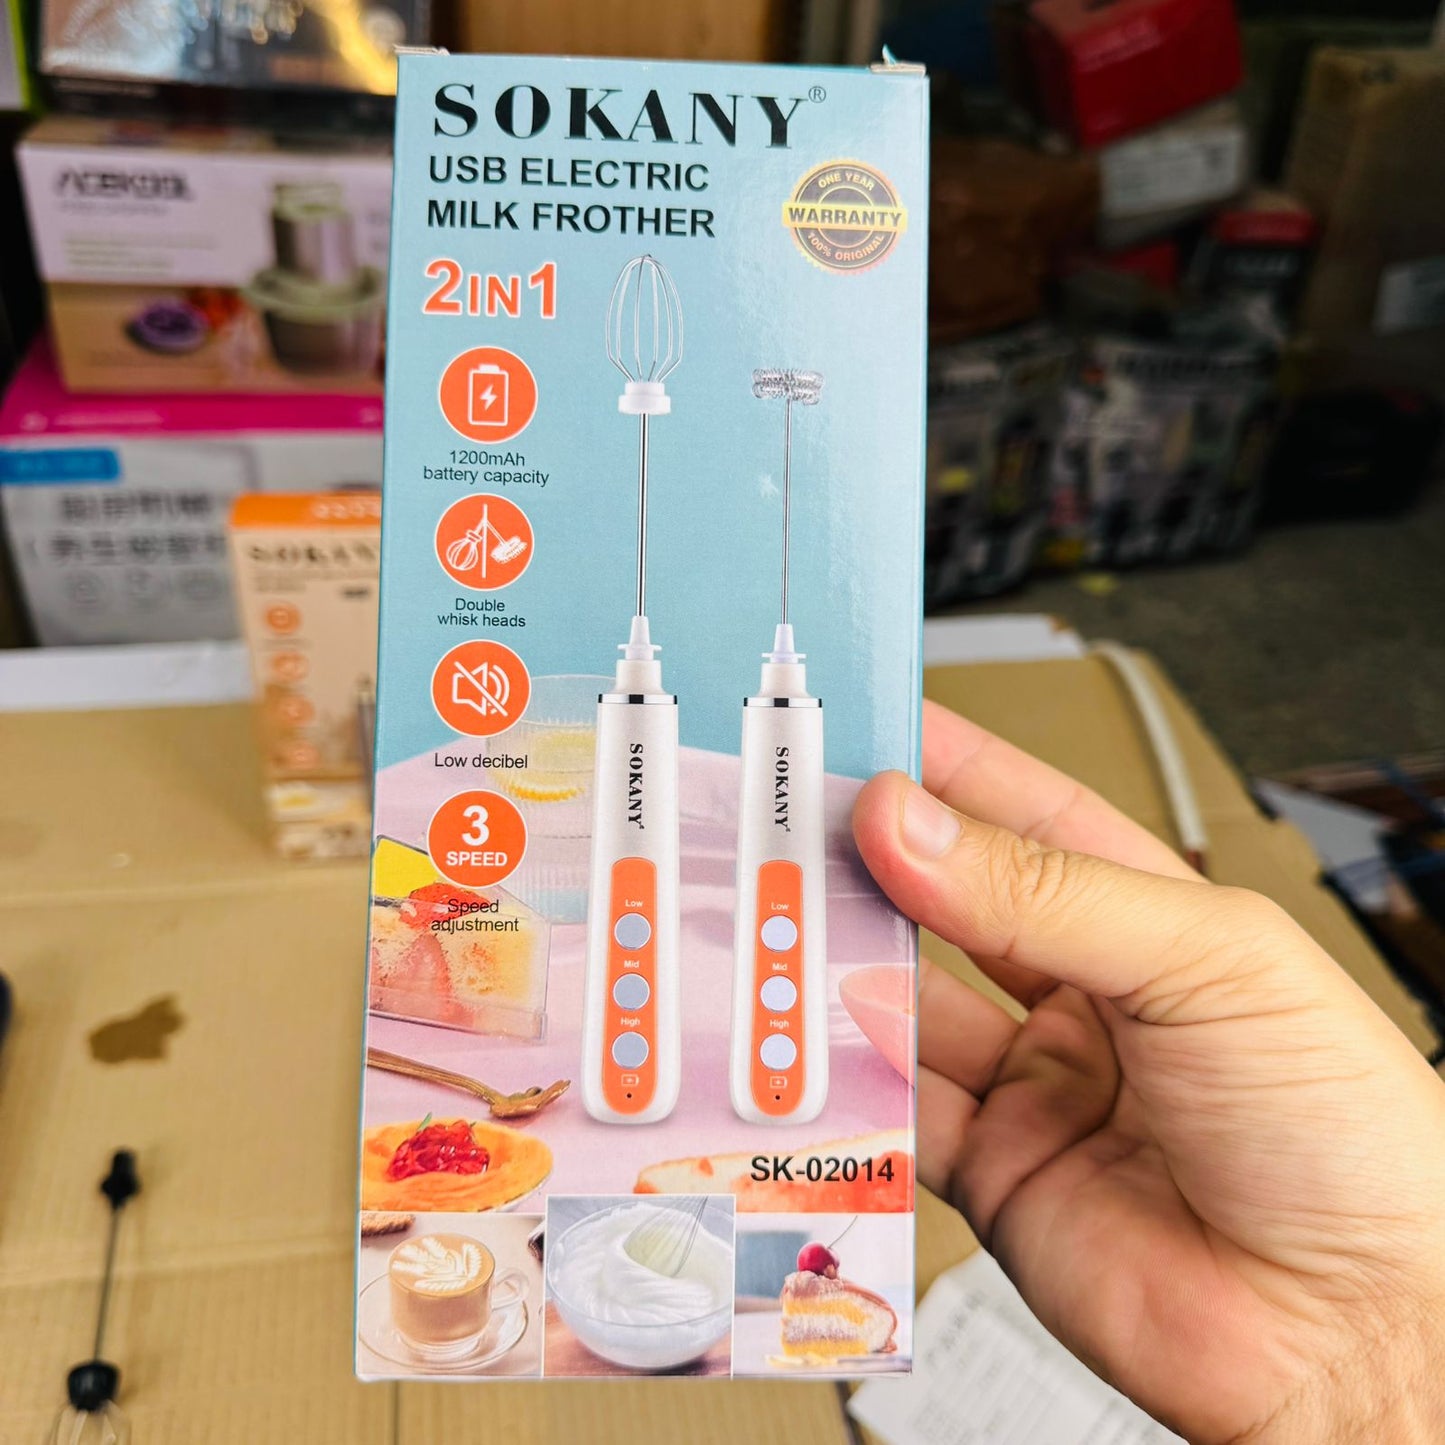 SOKANY®
USB ELECTRIC
MILK FROTHER
ONE YEAR
WARRANTY
100% ORIGINAL
2IN1
1200mAh
battery capacity
Double
whisk heads
Low decibel
3
SPEED
Speed
adjustment
SOKANY
Low
Mid
High
SOKANY
Low
Mid
High
SK-02014
SOKANY